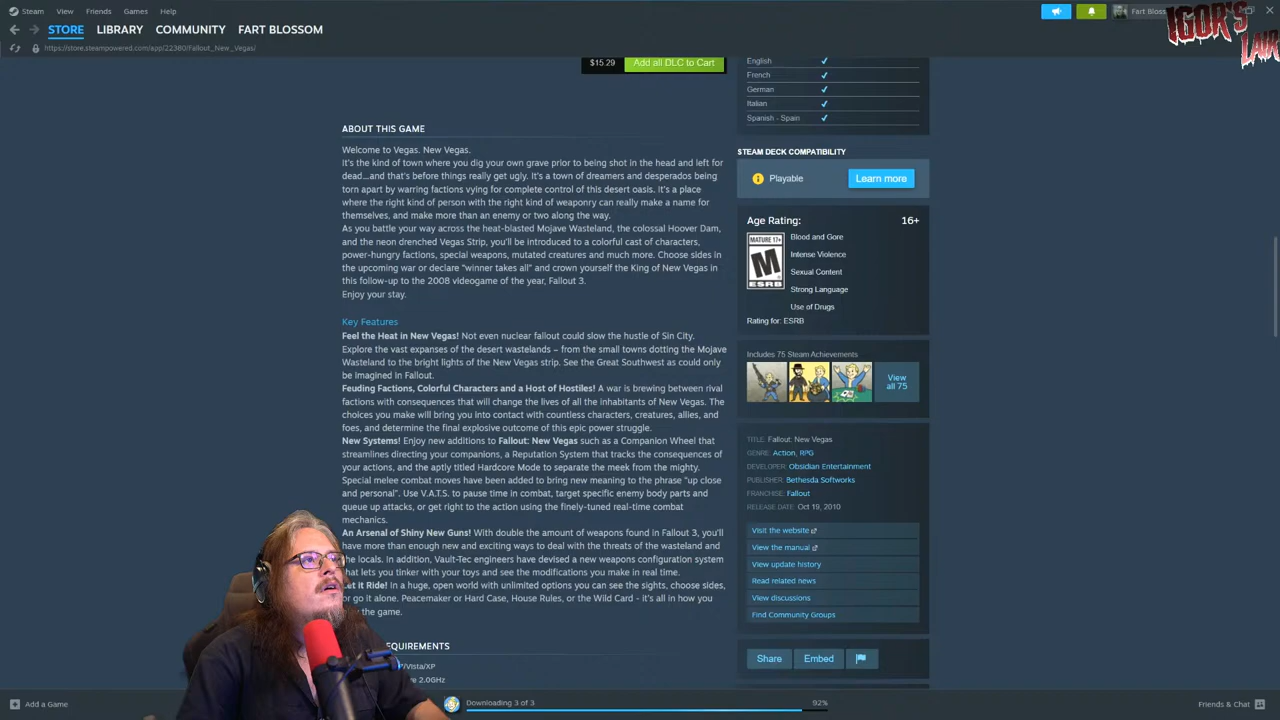 Steam View Friends Games Help
Fart Bloss
IGOR'S LAIR
STORE LIBRARY COMMUNITY FART BLOSSOM
https://store.steampowered.com/app/22380/Fallout_New_Vegas/
$15.29 Add all DLC to Cart
ABOUT THIS GAME
Welcome to Vegas. New Vegas.
It's the kind of town where you dig your own grave prior to being shot in the head and left for
dead...and that's before things really get ugly. It's a town of dreamers and desperados being
torn apart by warring factions vying for complete control of this desert oasis. It's a place
where the right kind of person with the right kind of weaponry can really make a name for
themselves, and make more than an enemy or two along the way.
As you battle your way across the heat-blasted Mojave Wasteland, the colossal Hoover Dam,
and the neon drenched Vegas Strip, you'll be introduced to a colorful cast of characters,
power-hungry factions, special weapons, mutated creatures and much more. Choose sides in
the upcoming war or declare "winner takes all" and crown yourself the King of New Vegas in
this follow-up to the 2008 videogame of the year, Fallout 3.
Enjoy your stay.
Key Features
Feel the Heat in New Vegas! Not even nuclear fallout could slow the hustle of Sin City.
Explore the vast expanses of the desert wastelands – from the small towns dotting the Mojave
Wasteland to the bright lights of the New Vegas strip. See the Great Southwest as could only
be imagined in Fallout.
Feuding Factions, Colorful Characters and a Host of Hostiles! A war is brewing between rival
factions with consequences that will change the lives of all the inhabitants of New Vegas. The
choices you make will bring you into contact with countless characters, creatures, allies, and
foes, and determine the final explosive outcome of this epic power struggle.
New Systems! Enjoy new additions to Fallout: New Vegas such as a Companion Wheel that
streamlines directing your companions, a Reputation System that tracks the consequences of
your actions, and the aptly titled Hardcore Mode to separate the meek from the mighty.
Special melee combat moves have been added to bring new meaning to the phrase "up close
and personal". Use V.A.T.S. to pause time in combat, target specific enemy body parts and
queue up attacks, or get right to the action using the finely-tuned real-time combat
mechanics.
An Arsenal of Shiny New Guns! With double the amount of weapons found in Fallout 3, you'll
have more than enough new and exciting ways to deal with the threats of the wasteland and
the locals. In addition, Vault-Tec engineers have devised a new weapons configuration system
that lets you tinker with your toys and see the modifications you make in real time.
it Ride! In a huge, open world with unlimited options you can see the sights, choose sides,
or go it alone. Peacemaker or Hard Case, House Rules, or the Wild Card - it's all in how you
the game.
EQUIREMENTS
/Vista/XP
2.0GHz
English
French
German
Italian
Spanish - Spain
STEAM DECK COMPATIBILITY
Playable Learn more
Age Rating: 16+
MATURE 17+
M
ESRB
Blood and Gore
Intense Violence
Sexual Content
Strong Language
Use of Drugs
Rating for: ESRB
Includes 75 Steam Achievements
View
all 75
TITLE: Fallout: New Vegas
GENRE: Action, RPG
DEVELOPER: Obsidian Entertainment
PUBLISHER: Bethesda Softworks
FRANCHISE: Fallout
RELEASE DATE: Oct 19, 2010
Visit the website
View the manual
View update history
Read related news
View discussions
Find Community Groups
Share Embed
Add a Game
Downloading 3 of 3 92%
Friends & Chat